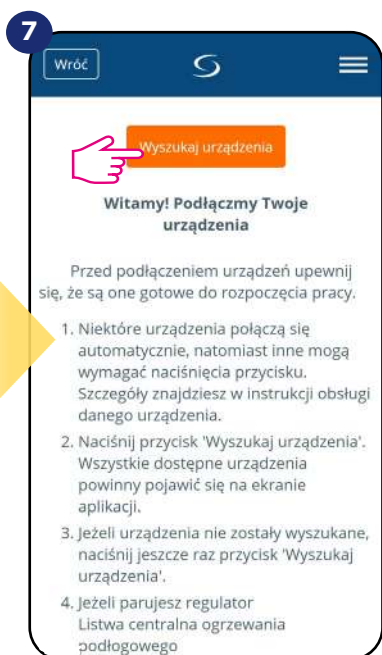 7
Wróć
Wyszukaj urządzenia
Witamy! Podłączmy Twoje
urządzenia
Przed podłączeniem urządzeń upewnij
się, że są one gotowe do rozpoczęcia pracy.
1. Niektóre urządzenia połączą się
automatycznie, natomiast inne mogą
wymagać naciśnięcia przycisku.
Szczegóły znajdziesz w instrukcji obsługi
danego urządzenia.
2. Naciśnij przycisk 'Wyszukaj urządzenia'.
Wszystkie dostępne urządzenia
powinny pojawić się na ekranie
aplikacji.
3. Jeżeli urządzenia nie zostały wyszukane,
naciśnij jeszcze raz przycisk 'Wyszukaj
urządzenia'.
4. Jeżeli parujesz regulator
Listwa centralna ogrzewania
podłogowego